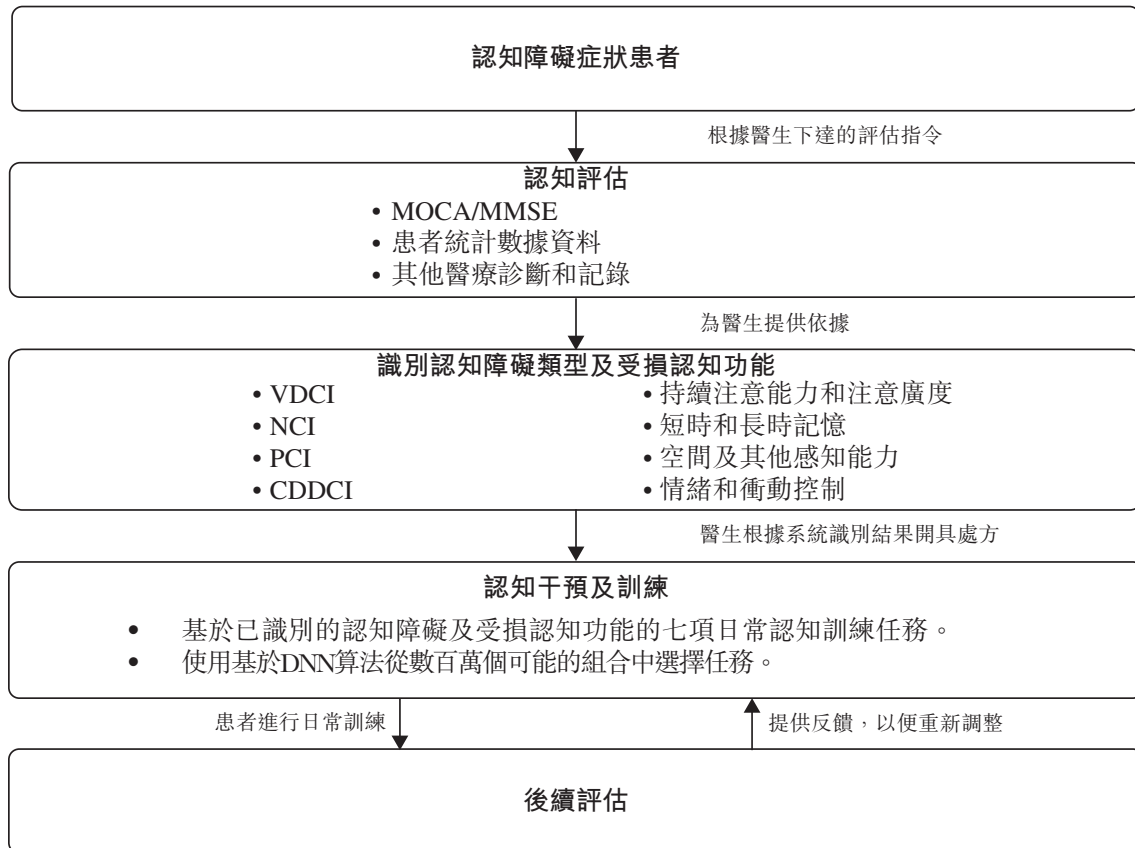 認知障礙症狀患者
根據醫生下達的評估指令
認知評估
• MOCA/MMSE
• 患者統計數據資料
• 其他醫療診斷和記錄
為醫生提供依據
識別認知障礙類型及受損認知功能
• VDCI
• NCI
• PCI
• CDDCI
• 持續注意能力和注意廣度
• 短時和長時記憶
• 空間及其他感知能力
• 情緒和衝動控制
醫生根據系統識別結果開具處方
認知干預及訓練
• 基於已識別的認知障礙及受損認知功能的七項日常認知訓練任務。
• 使用基於DNN算法從數百萬個可能的組合中選擇任務。
患者進行日常訓練
提供反饋，以便重新調整
後續評估